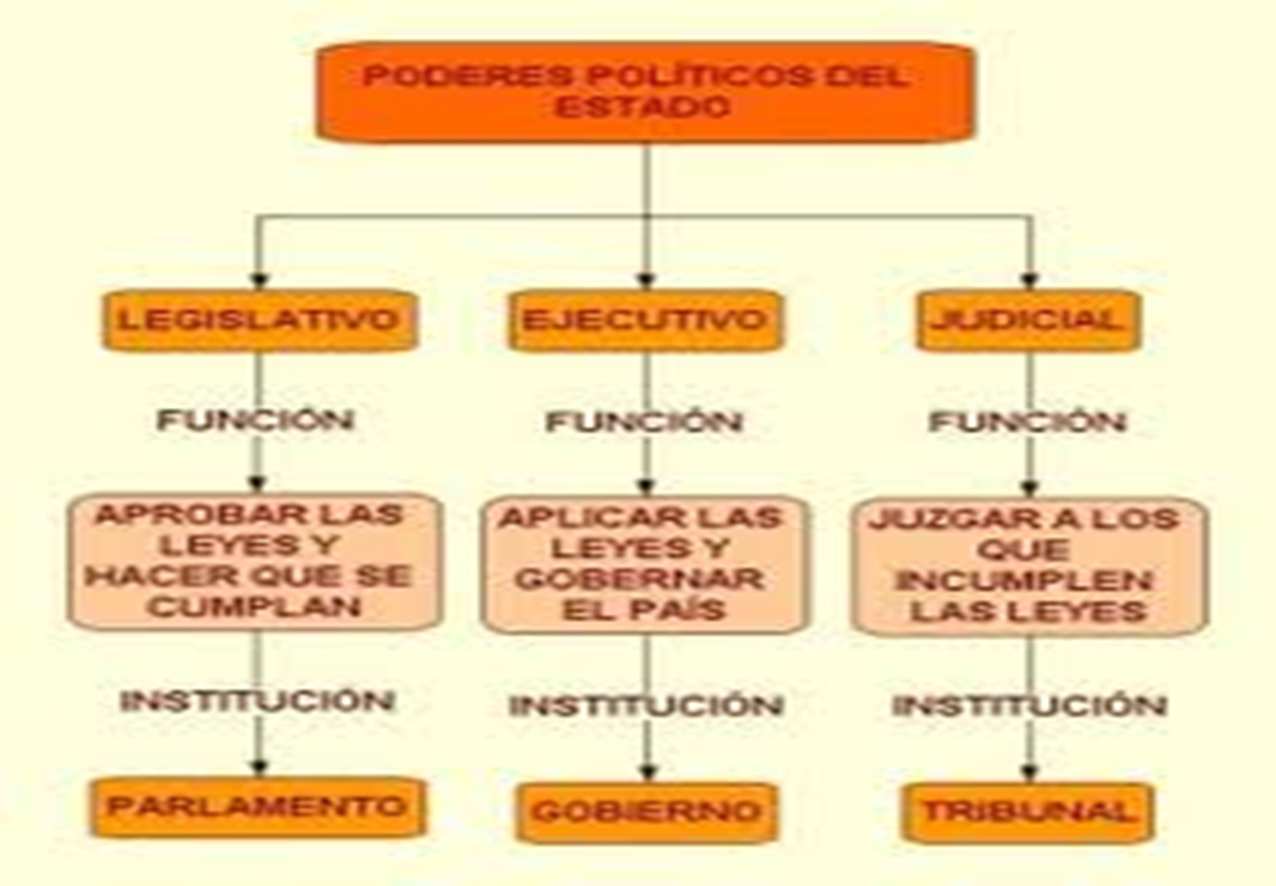 PODERES POLÍTICOS DEL
ESTADO
LEGISLATIVO
EJECUTIVO
JUDICIAL
FUNCIÓN
FUNCIÓN
FUNCIÓN
APROBAR LAS
LEYES Y
HACER QUE SE
CUMPLAN
APLICAR LAS
LEYES Y
GOBERNAR
EL PAÍS
JUZGAR A LOS
QUE
INCUMPLEN
LAS LEYES
INSTITUCIÓN
INSTITUCIÓN
INSTITUCIÓN
PARLAMENTO
GOBIERNO
TRIBUNAL